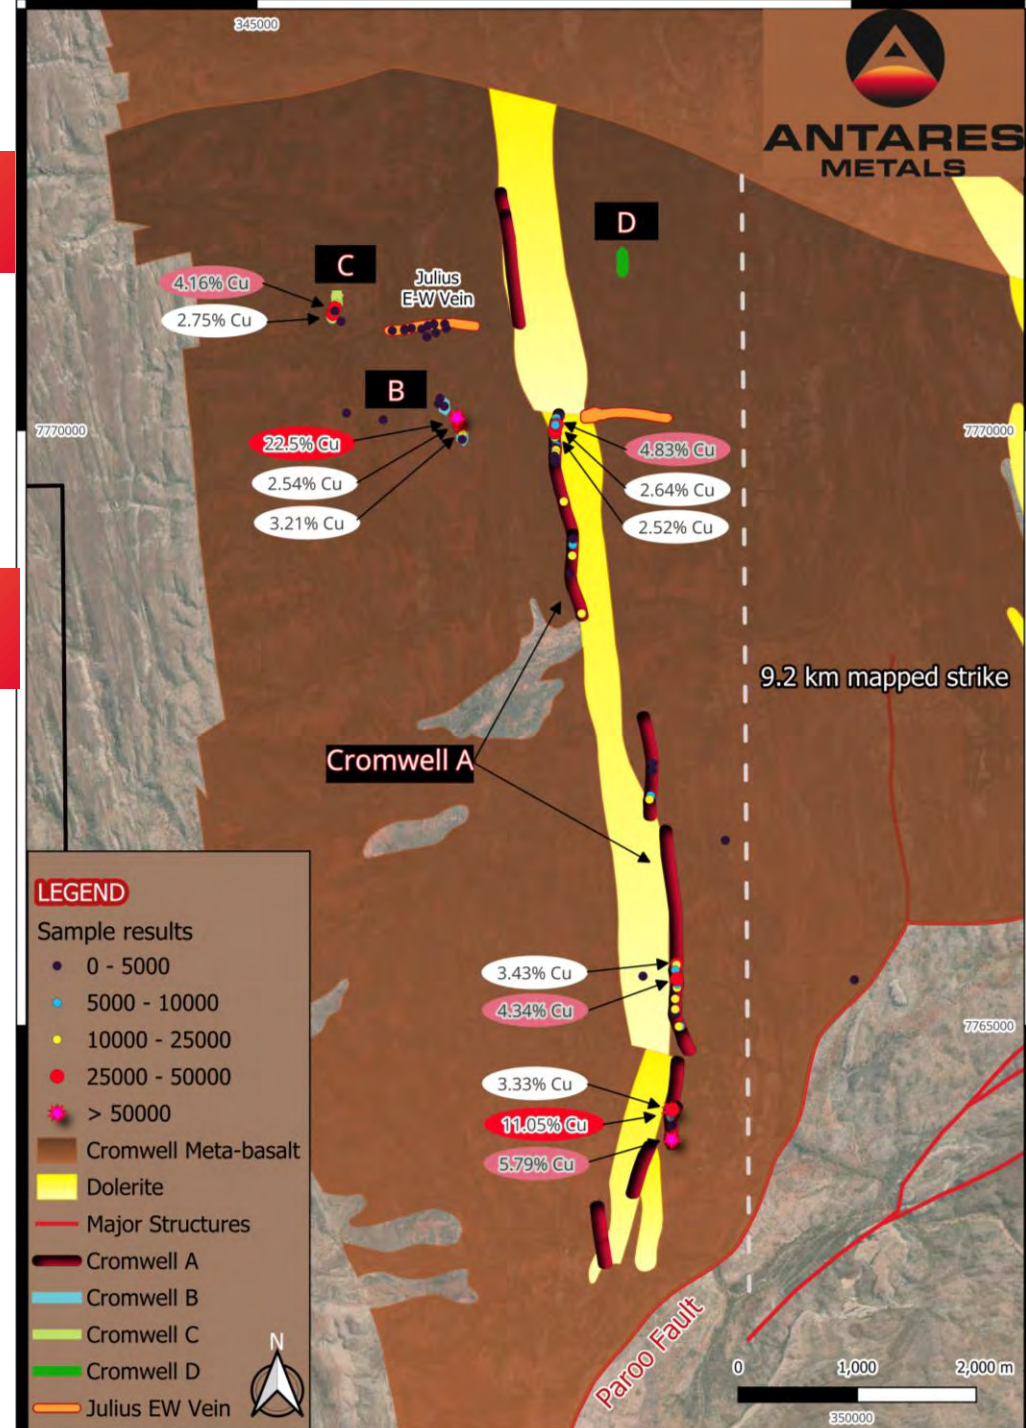 345000
ANTARES
METALS
D
C
4.16% Cu
Julius
E-W Vein
2.75% Cu
B
7770000
7770000
22.5% Cu
4.83% Cu
2.54% Cu
2.64% Cu
3.21% Cu
2.52% Cu
9.2 km mapped strike
Cromwell A
LEGEND
Sample results
0 - 5000
5000 - 10000
10000 - 25000
25000 - 50000
> 50000
Cromwell Meta-basalt
Dolerite
Major Structures
Cromwell A
Cromwell B
Cromwell C
Cromwell D
Julius EW Vein
N
3.43% Cu
4.34% Cu
7765000
3.33% Cu
11.05% Cu
5.79% Cu
Paroo Fault
0 1,000 2,000 m
350000